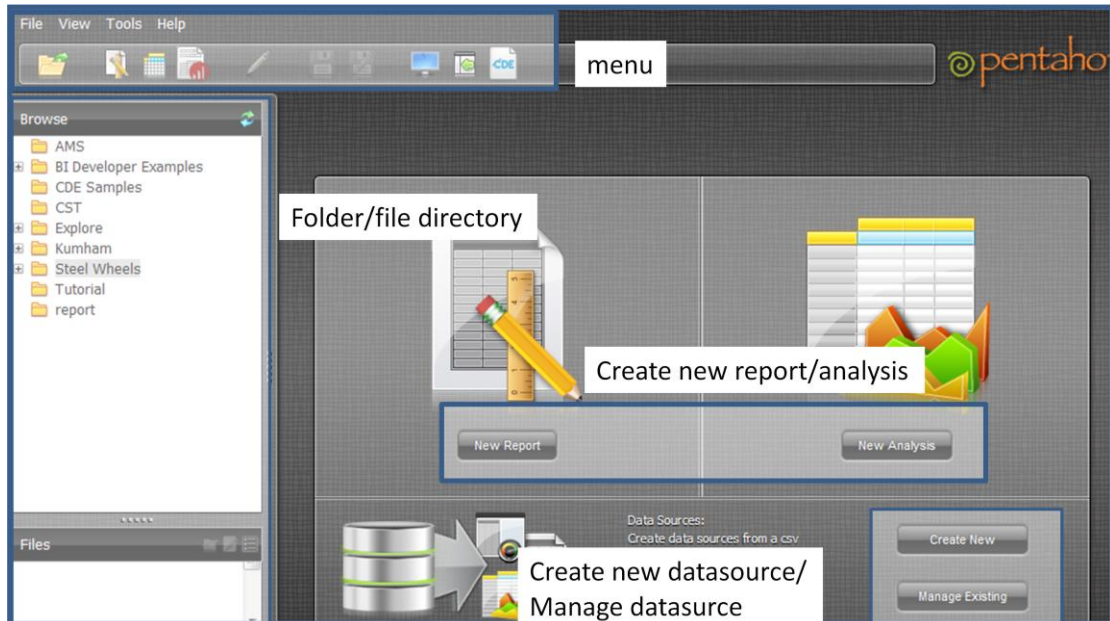 File View Tools Help
CDE
menu
pentaho
Browse
AMS
BI Developer Examples
CDE Samples
CST
Explore
Kumham
Steel Wheels
Tutorial
report
Folder/file directory
Create new report/analysis
New Report
New Analysis
Files
Data Sources:
Create data sources from a csv
Create New
Create new datasource/
Manage datasurce
Manage Existing